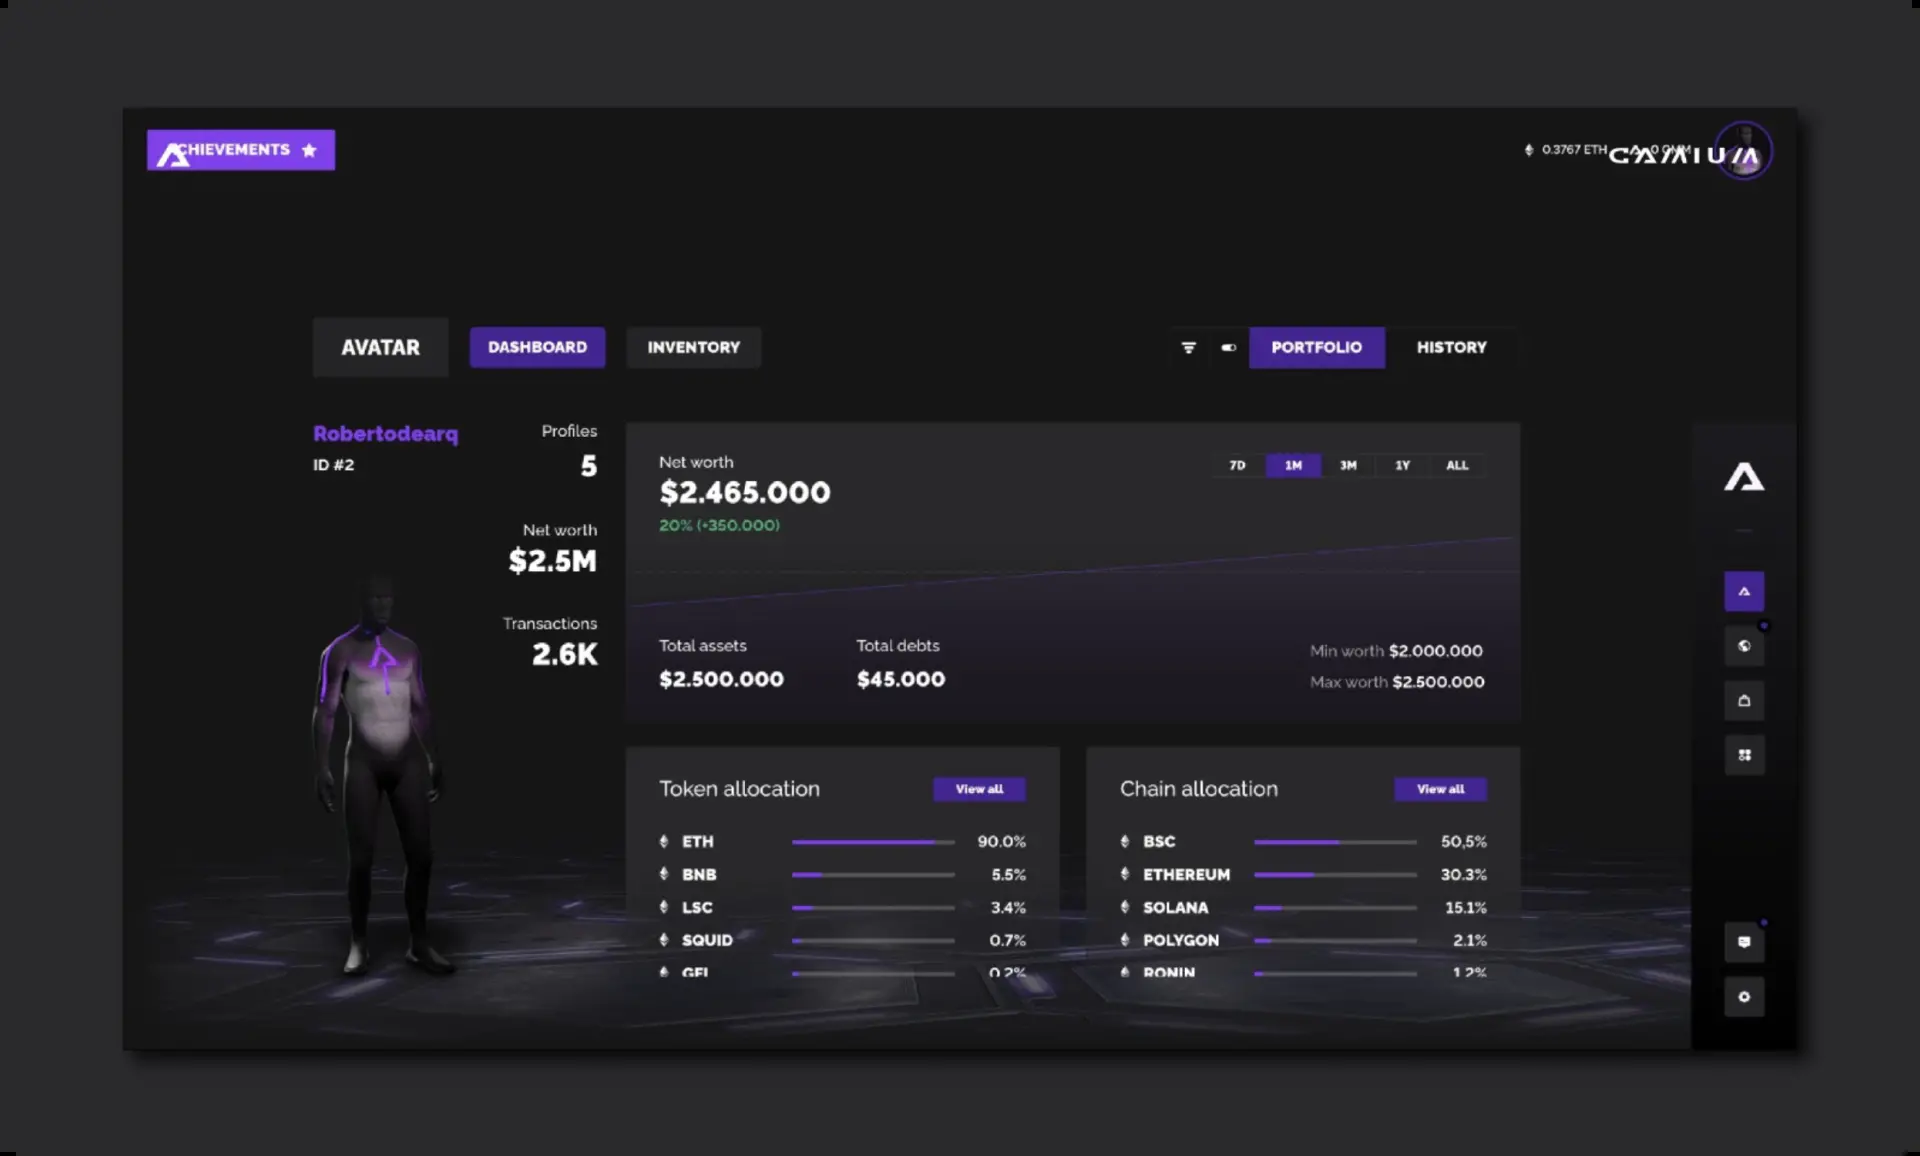 ACHIEVEMENTS
0.3767 ETH
GAMIUM
AVATAR
DASHBOARD
INVENTORY
PORTFOLIO
HISTORY
Robertodearq
ID #2
Profiles
5
Net worth
$2.5M
Transactions
2.6K
Net worth
$2.465.000
20% (+350.000)
7D 1M 3M 1Y ALL
Total assets
$2.500.000
Total debts
$45.000
Min worth $2.000.000
Max worth $2.500.000
Token allocation
View all
ETH 90.0%
BNB 5.5%
LSC 3.4%
SQUID 0.7%
GFI 0.2%
Chain allocation
View all
BSC 50,5%
ETHEREUM 30.3%
SOLANA 15.1%
POLYGON 2.1%
RONIN 1.2%